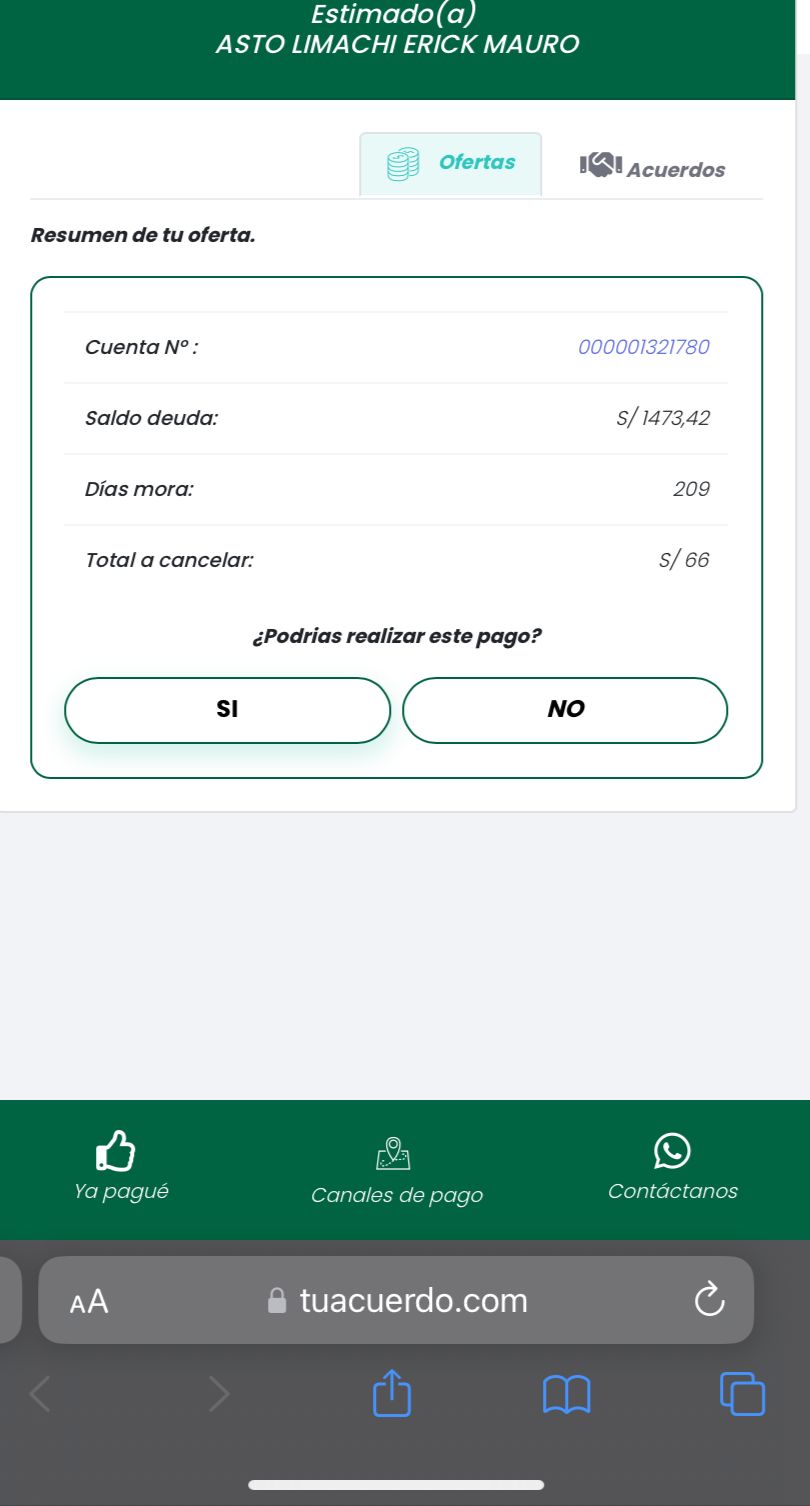 Estimado(a)
ASTO LIMACHI ERICK MAURO
Ofertas
Acuerdos
Resumen de tu oferta.
Cuenta Nº : 000001321780
Saldo deuda: S/ 1473,42
Días mora: 209
Total a cancelar: S/ 66
¿Podrias realizar este pago?
SI NO
Ya pagué Canales de pago Contáctanos
AA tuacuerdo.com